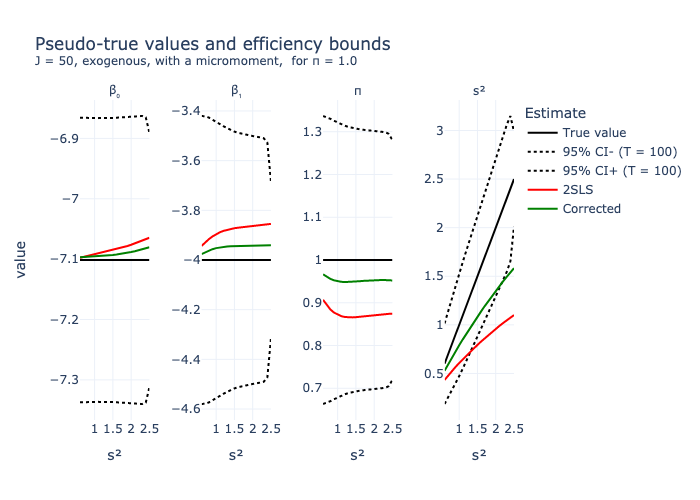 Pseudo-true values and efficiency bounds
J = 50, exogenous, with a micromoment,  for π = 1.0
β₀ β₁ π s²
Estimate
True value
95% CI- (T = 100)
95% CI+ (T = 100)
2SLS
Corrected
value
−6.9
−7
−7.1
−7.2
−7.3
−3.4
−3.6
−3.8
−4
−4.2
−4.4
−4.6
1.3
1.2
1.1
1
0.9
0.8
0.7
3
2.5
2
1.5
1
0.5
1 1.5 2 2.5 1 1.5 2 2.5 1 1.5 2 2.5 1 1.5 2 2.5
s² s² s² s²